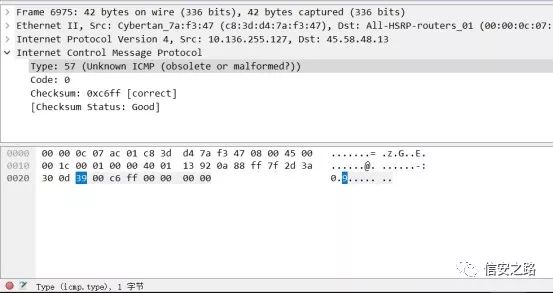 Frame 6975: 42 bytes on wire (336 bits), 42 bytes captured (336 bits)
Ethernet II, Src: Cybertan_7a:f3:47 (c8:3d:d4:7a:f3:47), Dst: All-HSRP-routers_01 (00:00:0c:07:
Internet Protocol Version 4, Src: 10.136.255.127, Dst: 45.58.48.13
Internet Control Message Protocol
Type: 57 (Unknown ICMP (obsolete or malformed?))
Code: 0
Checksum: 0xc6ff [correct]
[Checksum Status: Good]
0000 00 00 0c 07 ac 01 c8 3d d4 7a f3 47 08 00 45 00 .......= .z.G..E.
0010 00 1c 00 01 00 00 40 01 13 92 0a 88 ff 7f 2d 3a ......@. ......-:
0020 30 0d 39 00 c6 ff 00 00 00 00 0.9..... ..
信安之路
Type (icmp.type), 1 字节